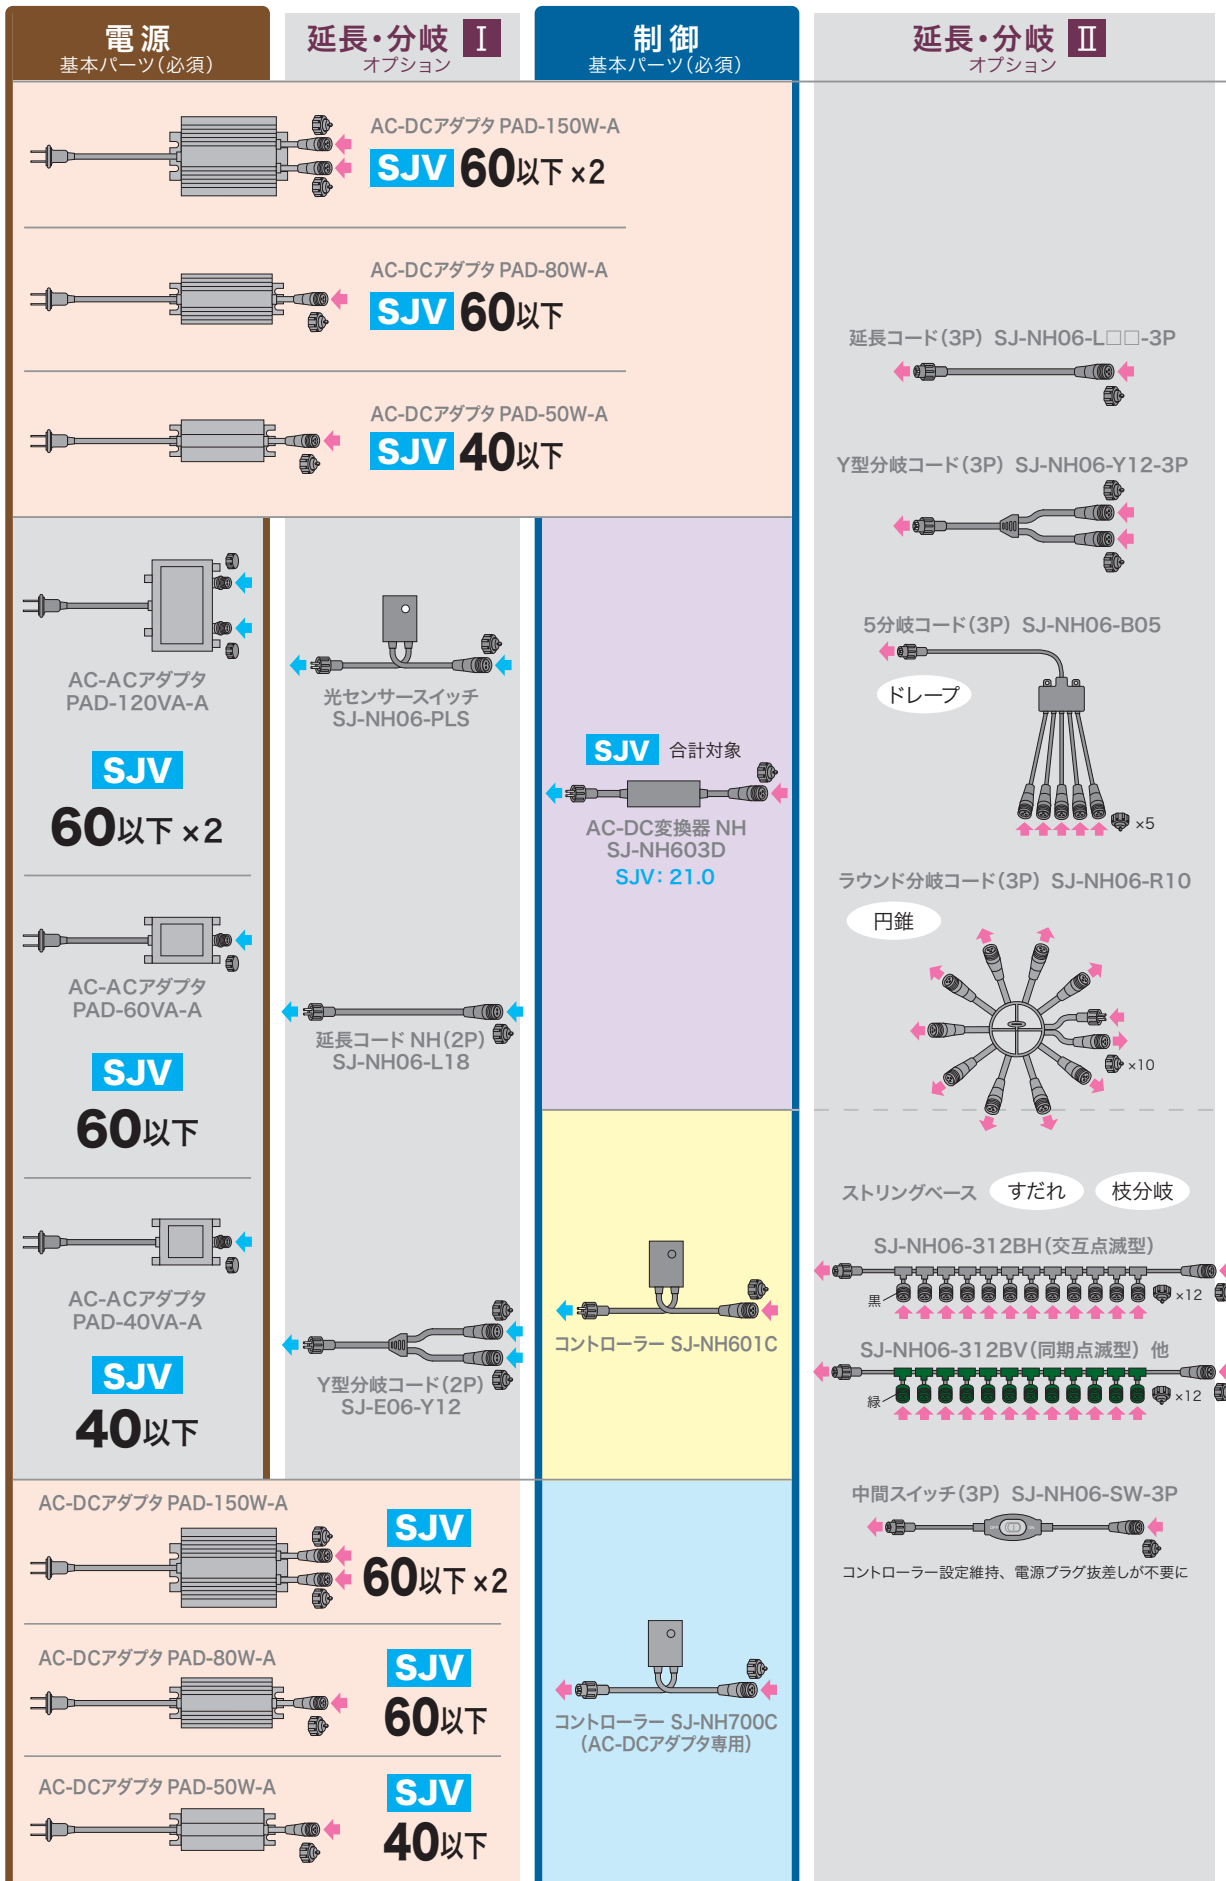 電源
基本パーツ(必須)
延長・分岐 Ⅰ
オプション
制御
基本パーツ(必須)
延長・分岐 Ⅱ
オプション
AC-DCアダプタ PAD-150W-A
SJV 60以下 ×2
AC-DCアダプタ PAD-80W-A
SJV 60以下
AC-DCアダプタ PAD-50W-A
SJV 40以下
AC-ACアダプタ
PAD-120VA-A
SJV
60以下 ×2
AC-ACアダプタ
PAD-60VA-A
SJV
60以下
AC-ACアダプタ
PAD-40VA-A
SJV
40以下
光センサースイッチ
SJ-NH06-PLS
延長コード NH(2P)
SJ-NH06-L18
Y型分岐コード(2P)
SJ-E06-Y12
SJV 合計対象
AC-DC変換器 NH
SJ-NH603D
SJV: 21.0
コントローラー SJ-NH601C
AC-DCアダプタ PAD-150W-A
SJV
60以下 ×2
AC-DCアダプタ PAD-80W-A
SJV
60以下
AC-DCアダプタ PAD-50W-A
SJV
40以下
コントローラー SJ-NH700C
(AC-DCアダプタ専用)
延長コード(3P) SJ-NH06-L□□-3P
Y型分岐コード(3P) SJ-NH06-Y12-3P
5分岐コード(3P) SJ-NH06-B05
ドレープ
×5
ラウンド分岐コード(3P) SJ-NH06-R10
円錐
×10
ストリングベース すだれ 枝分岐
SJ-NH06-312BH(交互点滅型)
黒
×12
SJ-NH06-312BV(同期点滅型) 他
緑
×12
中間スイッチ(3P) SJ-NH06-SW-3P
コントローラー設定維持、電源プラグ抜差しが不要に